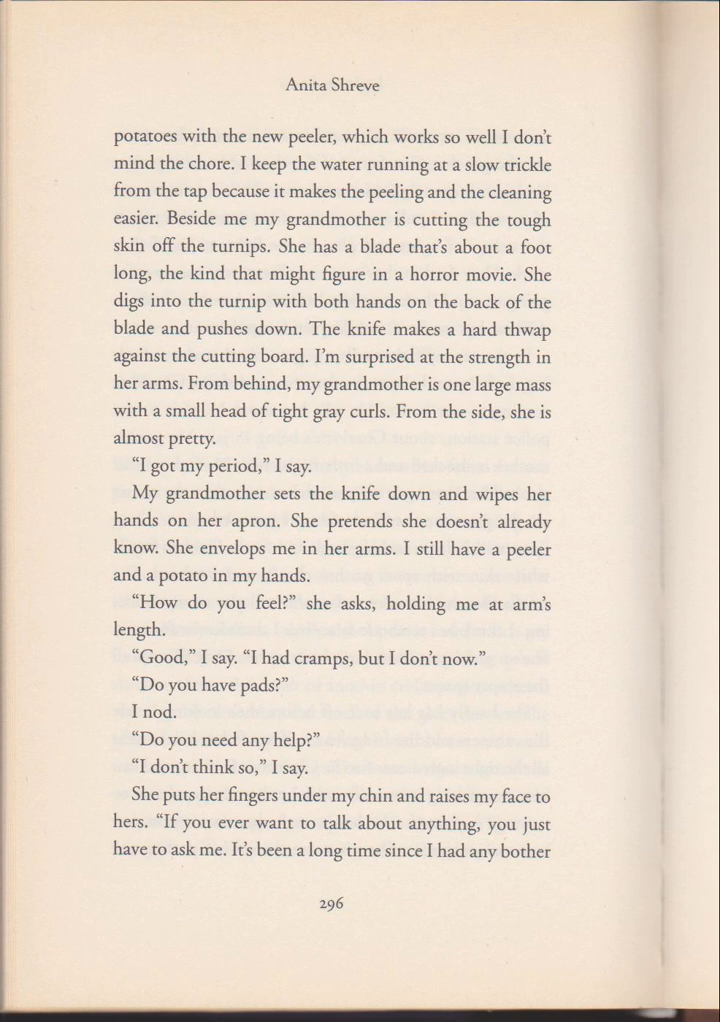 Anita Shreve
potatoes with the new peeler, which works so well I don’t
mind the chore. I keep the water running at a slow trickle
from the tap because it makes the peeling and the cleaning
easier. Beside me my grandmother is cutting the tough
skin off the turnips. She has a blade that’s about a foot
long, the kind that might figure in a horror movie. She
digs into the turnip with both hands on the back of the
blade and pushes down. The knife makes a hard thwap
against the cutting board. I’m surprised at the strength in
her arms. From behind, my grandmother is one large mass
with a small head of tight gray curls. From the side, she is
almost pretty.
“I got my period,” I say.
My grandmother sets the knife down and wipes her
hands on her apron. She pretends she doesn’t already
know. She envelops me in her arms. I still have a peeler
and a potato in my hands.
“How do you feel?” she asks, holding me at arm’s
length.
“Good,” I say. “I had cramps, but I don’t now.”
“Do you have pads?”
I nod.
“Do you need any help?”
“I don’t think so,” I say.
She puts her fingers under my chin and raises my face to
hers. “If you ever want to talk about anything, you just
have to ask me. It’s been a long time since I had any bother
296